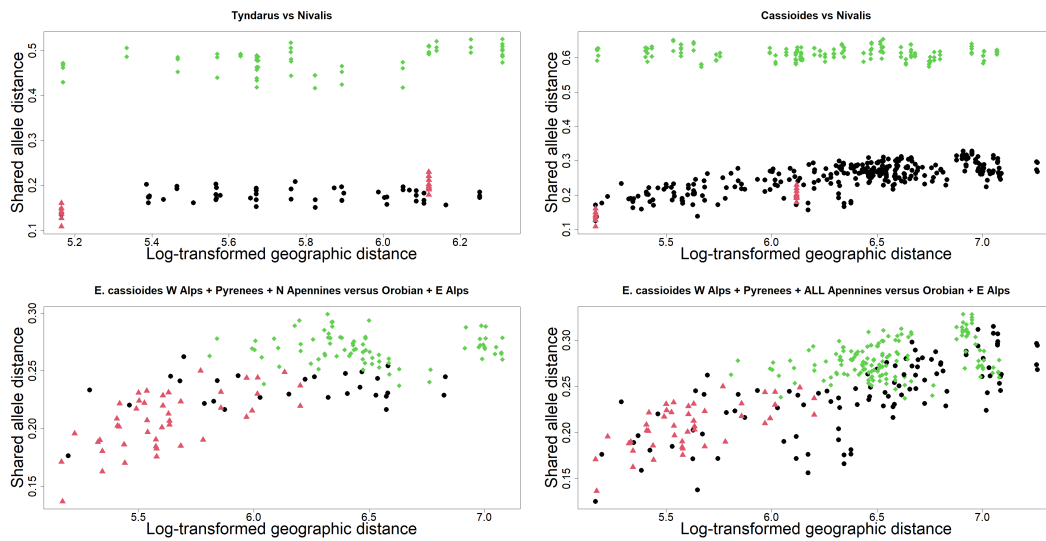 Tyndarus vs Nivalis
Shared allele distance
0.5
0.4
0.3
0.2
0.1
5.2 5.4 5.6 5.8 6.0 6.2
Log-transformed geographic distance
Cassioides vs Nivalis
Shared allele distance
0.6
0.5
0.4
0.3
0.2
0.1
5.5 6.0 6.5 7.0
Log-transformed geographic distance
E. cassioides W Alps + Pyrenees + N Apennines versus Orobian + E Alps
Shared allele distance
0.30
0.25
0.20
0.15
5.5 6.0 6.5 7.0
Log-transformed geographic distance
E. cassioides W Alps + Pyrenees + ALL Apennines versus Orobian + E Alps
Shared allele distance
0.30
0.25
0.20
0.15
5.5 6.0 6.5 7.0
Log-transformed geographic distance